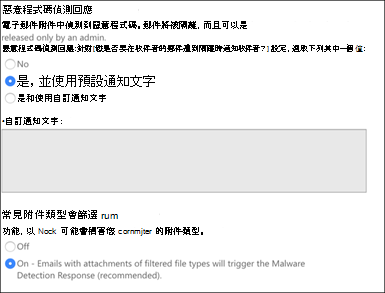 惡意程式碼偵測回應
電子郵件附件中偵測到惡意程式碼。郵件將被隔離, 而且可以是
released only by an admin.
惡意程式碼偵測回應:針對[您是否要在收件者的郵件遭到隔離時通知收件者?] 設定, 選取下列其中一個 值:
No
是, 並使用預設通知文字
是和使用自訂通知文字
*自訂通知文字:
常見附件類型會篩選 rum
功能, 以 Nock 可能會損害您 cornmjter 的附件類型。
Off
On - Emails with attachments of filtered file types will trigger the Malware
Detection Response (recommended).